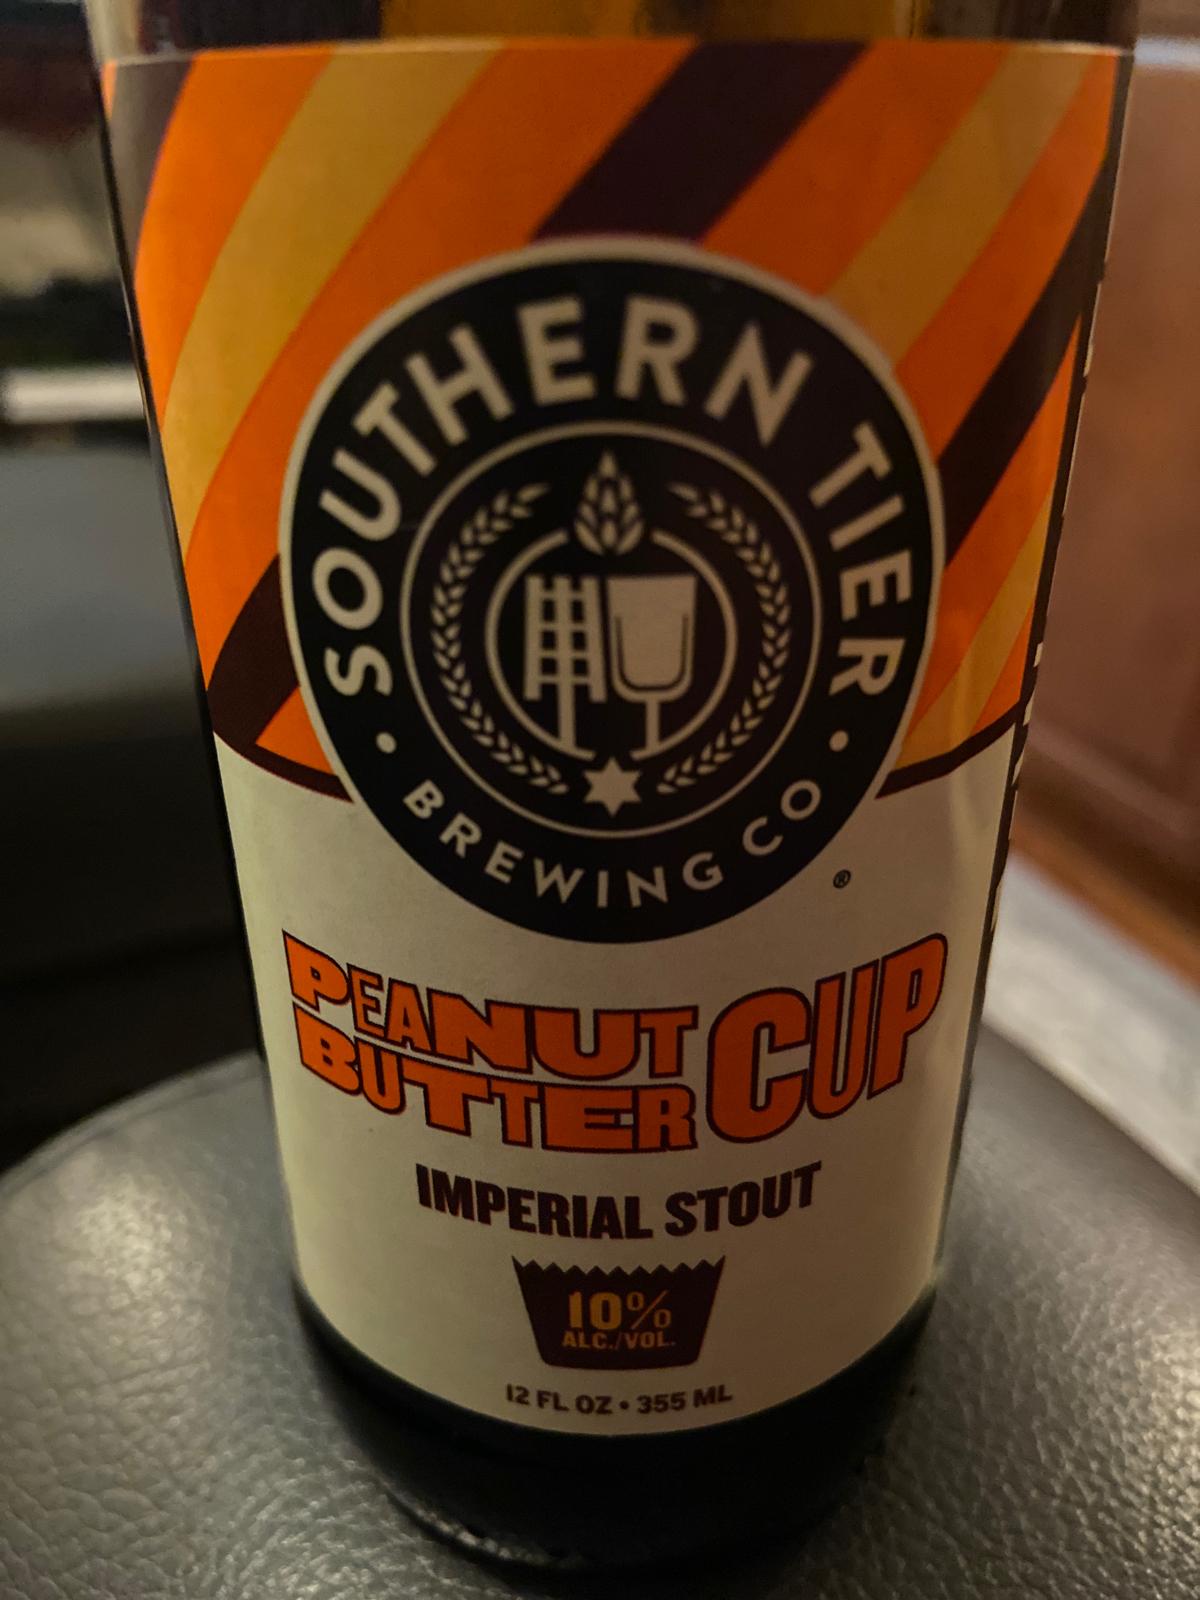 SOUTHERN TIER
BREWING CO
®
PEANUT
BUTTER CUP
IMPERIAL STOUT
10%
ALC./VOL.
12 FL OZ • 355 ML